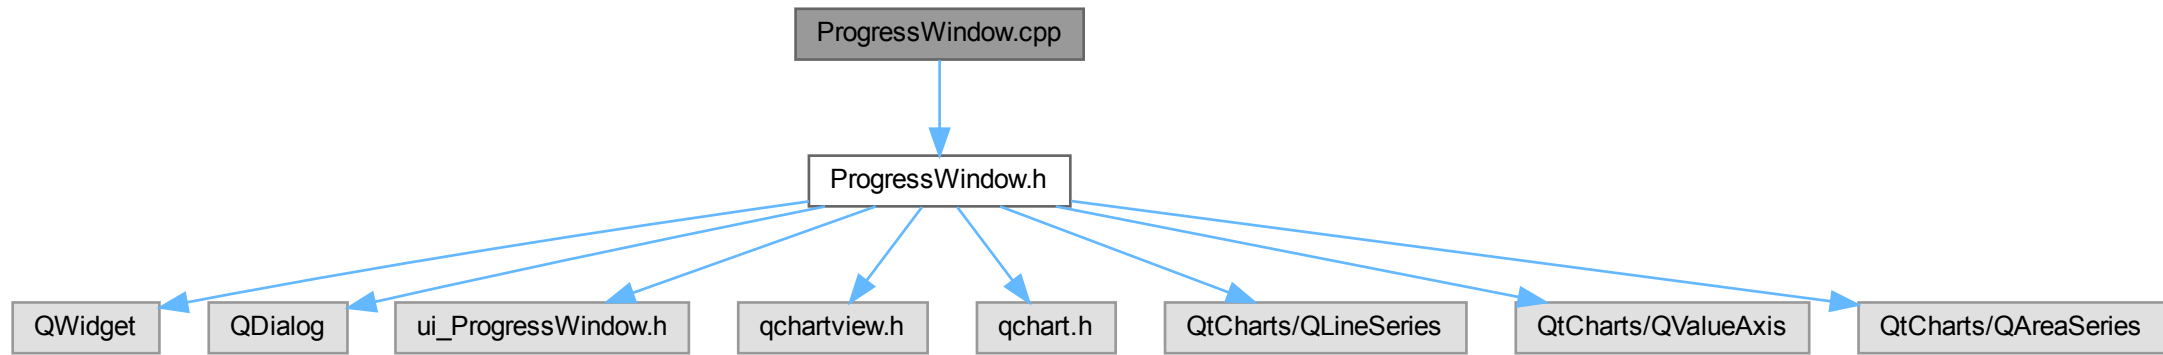 ProgressWindow.cpp
ProgressWindow.h
QWidget
QDialog
ui_ProgressWindow.h
qchartview.h
qchart.h
QtCharts/QLineSeries
QtCharts/QValueAxis
QtCharts/QAreaSeries